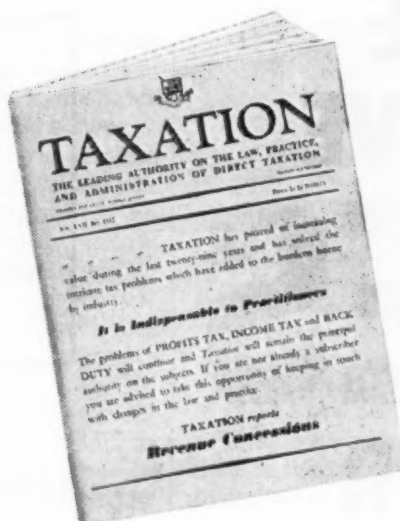 TAXATION
THE LEADING AUTHORITY ON THE LAW, PRACTICE,
AND ADMINISTRATION OF DIRECT TAXATION
TAXATION has proved of increasing
value during the last twenty-nine years and has solved the
intricate tax problems which have added to the burdens borne
by industry.
It is Indispensable to Practitioners
The problems of PROFITS TAX, INCOME TAX and BACK
DUTY will continue and Taxation will remain the principal
authority on the subjects. If you are not already a subscriber
you are advised to take this opportunity of keeping in touch
with changes in the law and practice.
TAXATION reports
Revenue Concessions